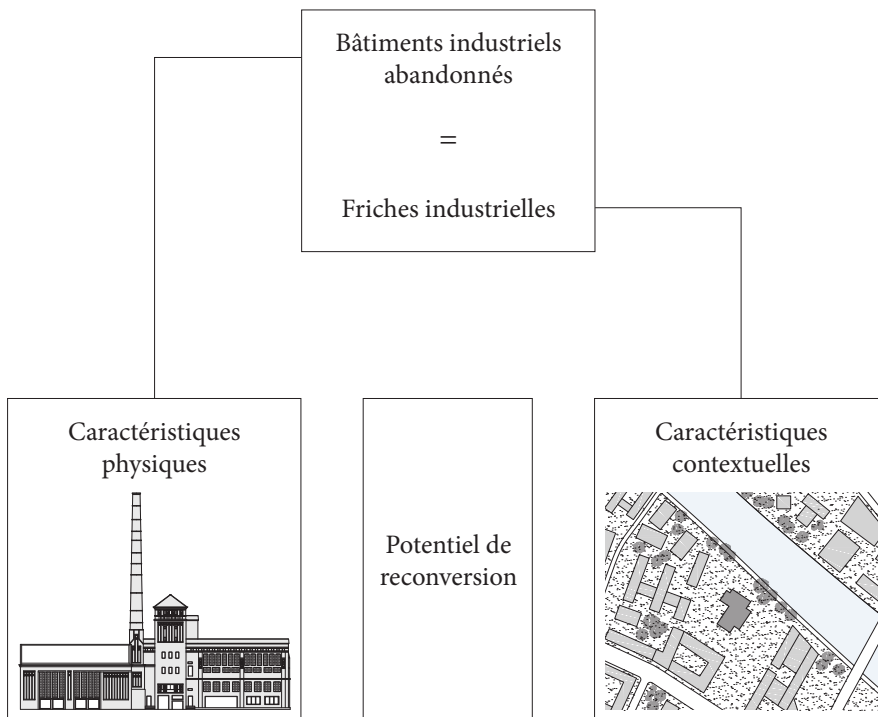 Bâtiments industriels
abandonnés
=
Friches industrielles
Caractéristiques
physiques
Potentiel de
reconversion
Caractéristiques
contextuelles